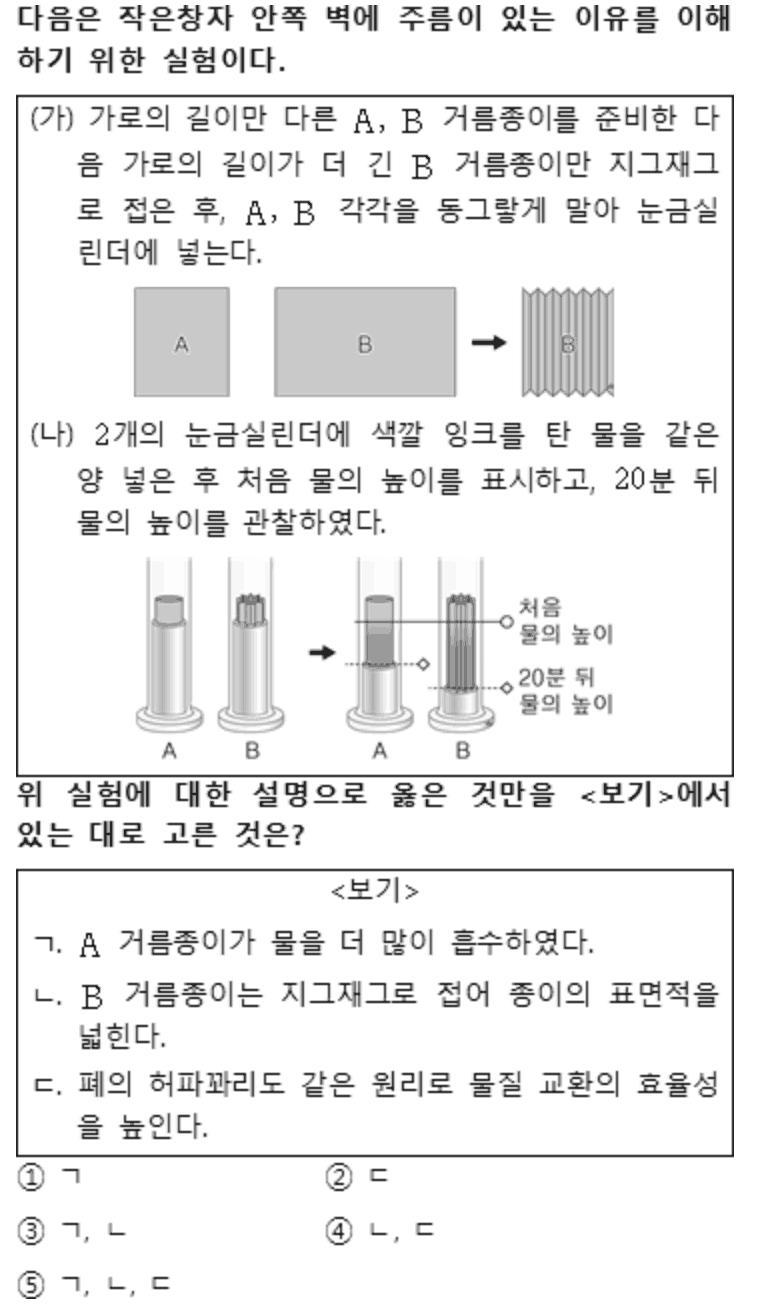 다음은 작은창자 안쪽 벽에 주름이 있는 이유를 이해
하기 위한 실험이다.
(가) 가로의 길이만 다른 A, B 거름종이를 준비한 다
음 가로의 길이가 더 긴 B 거름종이만 지그재그
로 접은 후, A, B 각각을 동그랗게 말아 눈금실
린더에 넣는다.
A B B
(나) 2개의 눈금실린더에 색깔 잉크를 탄 물을 같은
양 넣은 후 처음 물의 높이를 표시하고, 20분 뒤
물의 높이를 관찰하였다.
처음
물의 높이
20분 뒤
물의 높이
A B A B
위 실험에 대한 설명으로 옳은 것만을 <보기>에서
있는 대로 고른 것은?
<보기>
ㄱ. A 거름종이가 물을 더 많이 흡수하였다.
ㄴ. B 거름종이는 지그재그로 접어 종이의 표면적을
넓힌다.
ㄷ. 폐의 허파꽈리도 같은 원리로 물질 교환의 효율성
을 높인다.
① ㄱ ② ㄷ
③ ㄱ, ㄴ ④ ㄴ, ㄷ
⑤ ㄱ, ㄴ, ㄷ